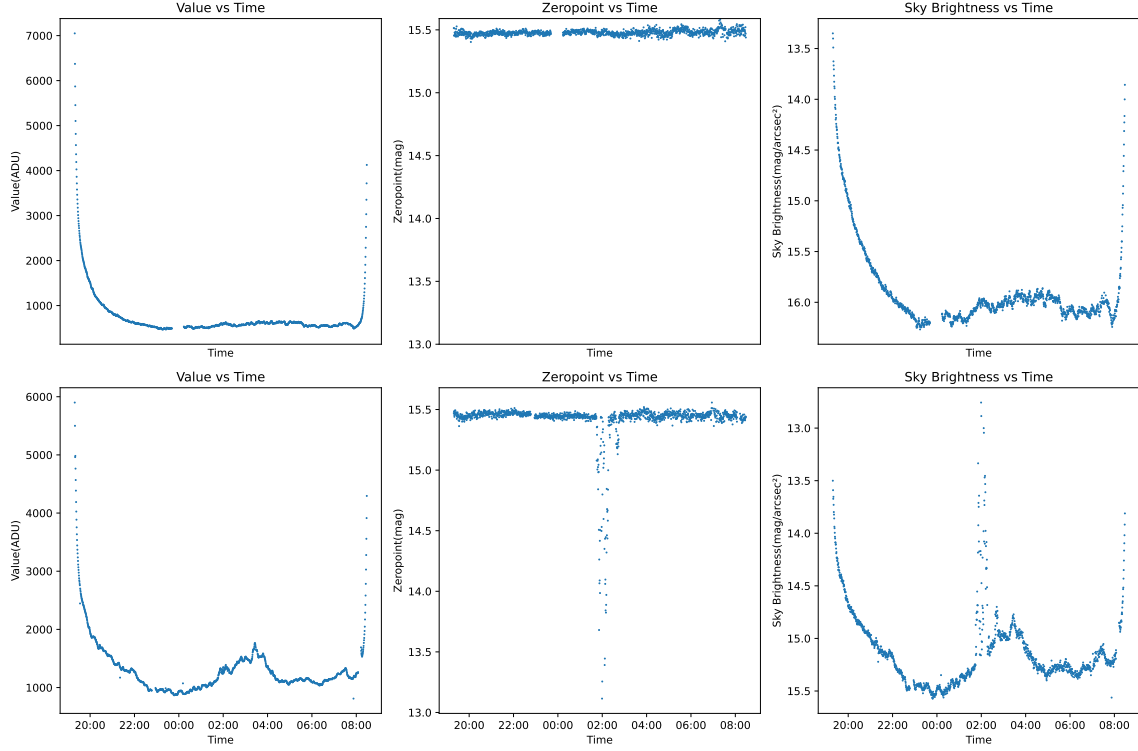 Value vs Time
Zeropoint vs Time
Sky Brightness vs Time
Value(ADU)
7000
6000
5000
4000
3000
2000
1000
Time
Zeropoint(mag)
15.5
15.0
14.5
14.0
13.5
13.0
Time
Sky Brightness(mag/arcsec²)
13.5
14.0
14.5
15.0
15.5
16.0
Time
Value vs Time
Zeropoint vs Time
Sky Brightness vs Time
Value(ADU)
6000
5000
4000
3000
2000
1000
20:00 22:00 00:00 02:00 04:00 06:00 08:00
Time
Zeropoint(mag)
15.5
15.0
14.5
14.0
13.5
13.0
20:00 22:00 00:00 02:00 04:00 06:00 08:00
Time
Sky Brightness(mag/arcsec²)
13.0
13.5
14.0
14.5
15.0
15.5
20:00 22:00 00:00 02:00 04:00 06:00 08:00
Time